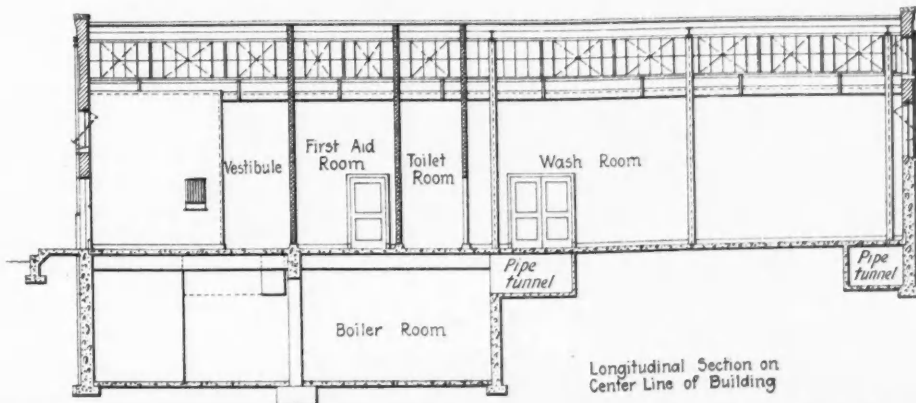 Vestibule
First Aid
Room
Toilet
Room
Wash Room
Pipe
tunnel
Pipe
tunnel
Boiler Room
Longitudinal Section on
Center Line of Building